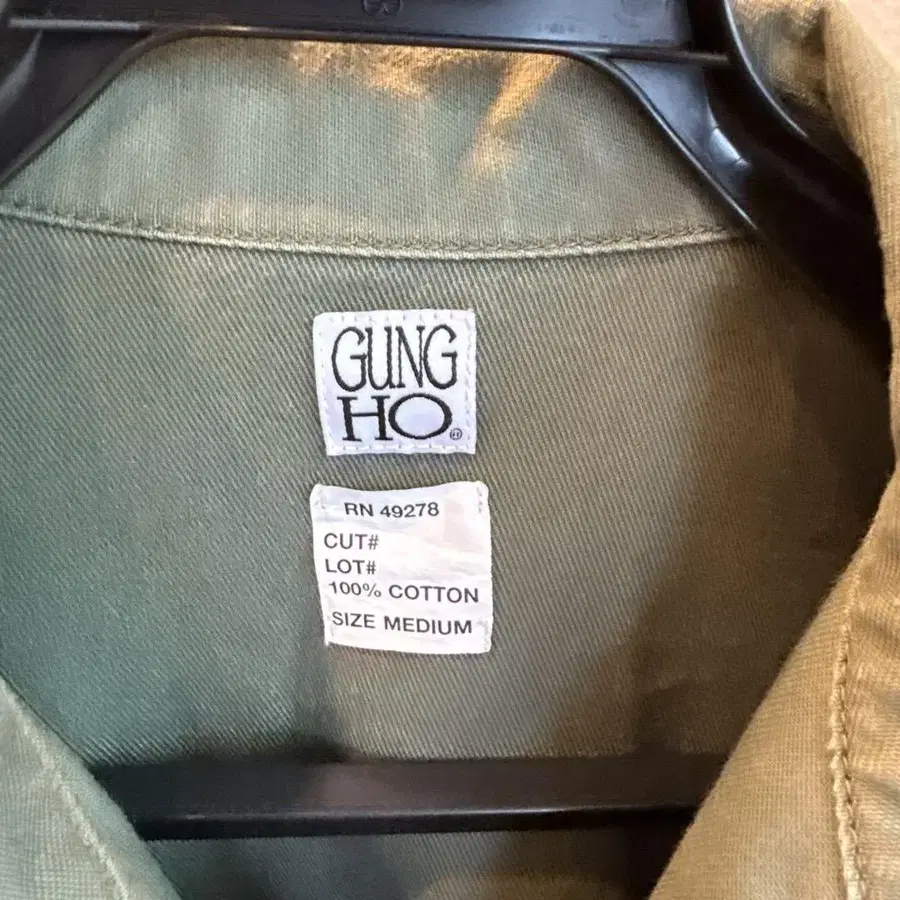 GUNG
HO®
RN 49278
CUT#
LOT#
100% COTTON
SIZE MEDIUM